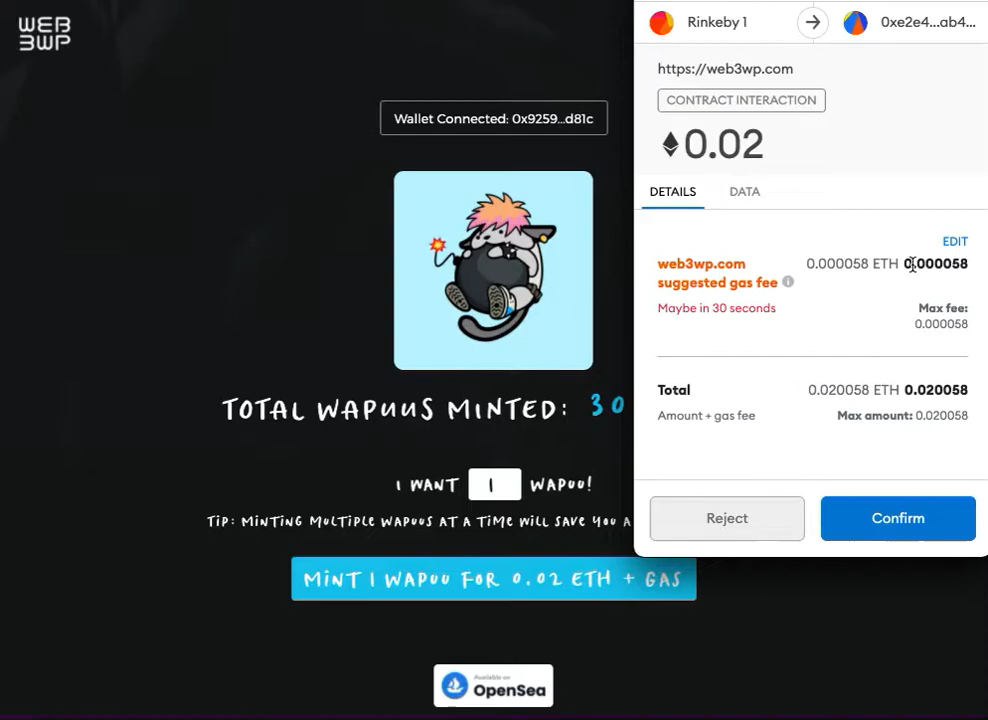 WEB
3WP
Wallet Connected: 0x9259...d81c
TOTAL WAPUUS MINTED: 30
I WANT 1 WAPUU!
TIP: MINTING MULTIPLE WAPUUS AT A TIME WILL SAVE YOU A
MINT 1 WAPUU FOR 0.02 ETH + GAS
Available on
OpenSea
Rinkeby 1
0xe2e4...ab4...
https://web3wp.com
CONTRACT INTERACTION
0.02
DETAILS DATA
EDIT
web3wp.com 0.000058 ETH 0.000058
suggested gas fee
Maybe in 30 seconds Max fee:
0.000058
Total 0.020058 ETH 0.020058
Amount + gas fee Max amount: 0.020058
Reject Confirm